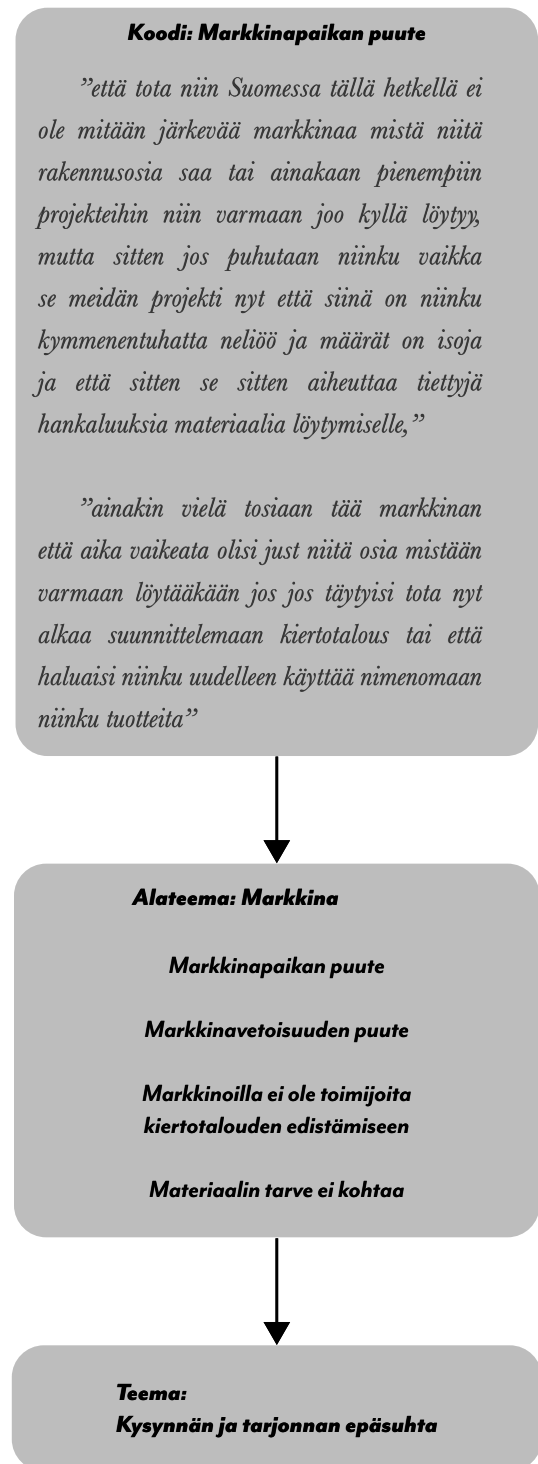 Koodi: Markkinapaikan puute
”että tota niin Suomessa tällä hetkellä ei
ole mitään järkevää markkinaa mistä niitä
rakennusosia saa tai ainakaan pienempiin
projekteihin niin varmaan joo kyllä löytyy,
mutta sitten jos puhutaan niinku vaikka
se meidän projekti nyt että siinä on niinku
kymmenentuhatta neliöö ja määrät on isoja
ja että sitten se sitten aiheuttaa tiettyjä
hankaluuksia materiaalia löytymiselle,”
”ainakin vielä tosiaan tää markkinan
että aika vaikeata olisi just niitä osia mistään
varmaan löytääkään jos jos täytyisi tota nyt
alkaa suunnittelemaan kiertotalous tai että
haluaisi niinku uudelleen käyttää nimenomaan
niinku tuotteita”
Alateema: Markkina
Markkinapaikan puute
Markkinavetoisuuden puute
Markkinoilla ei ole toimijoita
kiertotalouden edistämiseen
Materiaalin tarve ei kohtaa
Teema:
Kysynnän ja tarjonnan epäsuhta